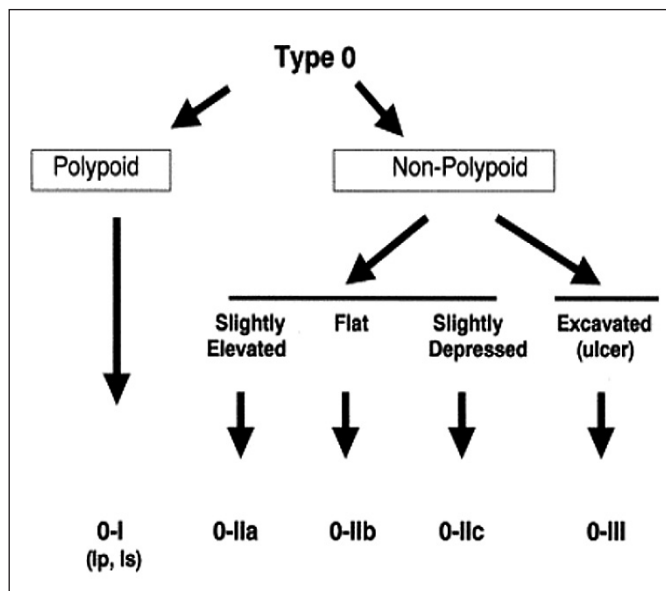 Type 0
Polypoid
Non-Polypoid
Slightly
Elevated
Flat
Slightly
Depressed
Excavated
(ulcer)
0-I
(Ip, Is)
0-IIa
0-IIb
0-IIc
0-III